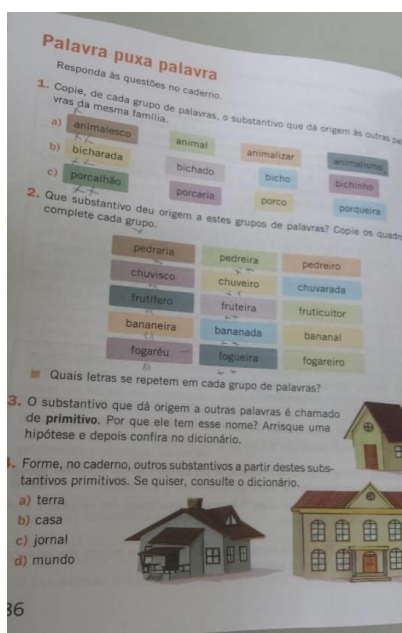 Palavra puxa palavra
Responda às questões no caderno.
1. Copie, de cada grupo de palavras, o substantivo que dá origem às outras
vras da mesma família.
a) animalesco animal animalizar animalismo
b) bicharada bichado bicho bichinho
c) porcalhão porcaria porco porqueira
2. Que substantivo deu origem a estes grupos de palavras? Copie os
complete cada grupo.
pedraria pedreira pedreiro
chuvisco chuveiro chuvarada
frutífero fruteira fruticultor
bananeira bananada bananal
fogaréu fogueira fogareiro
Quais letras se repetem em cada grupo de palavras?
3. O substantivo que dá origem a outras palavras é chamado
de primitivo. Por que ele tem esse nome? Arrisque uma
hipótese e depois confira no dicionário.
Forme, no caderno, outros substantivos a partir destes subs-
tantivos primitivos. Se quiser, consulte o dicionário.
a) terra
b) casa
c) jornal
d) mundo
36